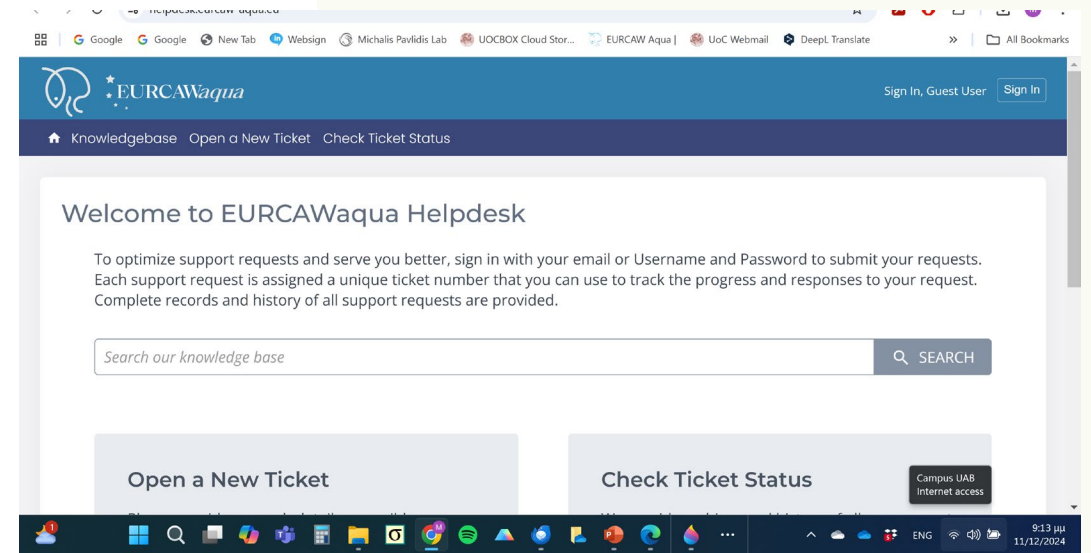 helpdesk.eurcaw-aqua.eu
Google Google New Tab Websign Michalis Pavlidis Lab UOCBOX Cloud Stor... EURCAW Aqua | UoC Webmail DeepL Translate » All Bookmarks
EURCAWaqua
Sign In, Guest User Sign In
Knowledgebase Open a New Ticket Check Ticket Status
Welcome to EURCAWaqua Helpdesk
To optimize support requests and serve you better, sign in with your email or Username and Password to submit your requests.
Each support request is assigned a unique ticket number that you can use to track the progress and responses to your request.
Complete records and history of all support requests are provided.
Search our knowledge base
SEARCH
Open a New Ticket
Check Ticket Status
Campus UAB
Internet access
ENG
9:13 μμ
11/12/2024